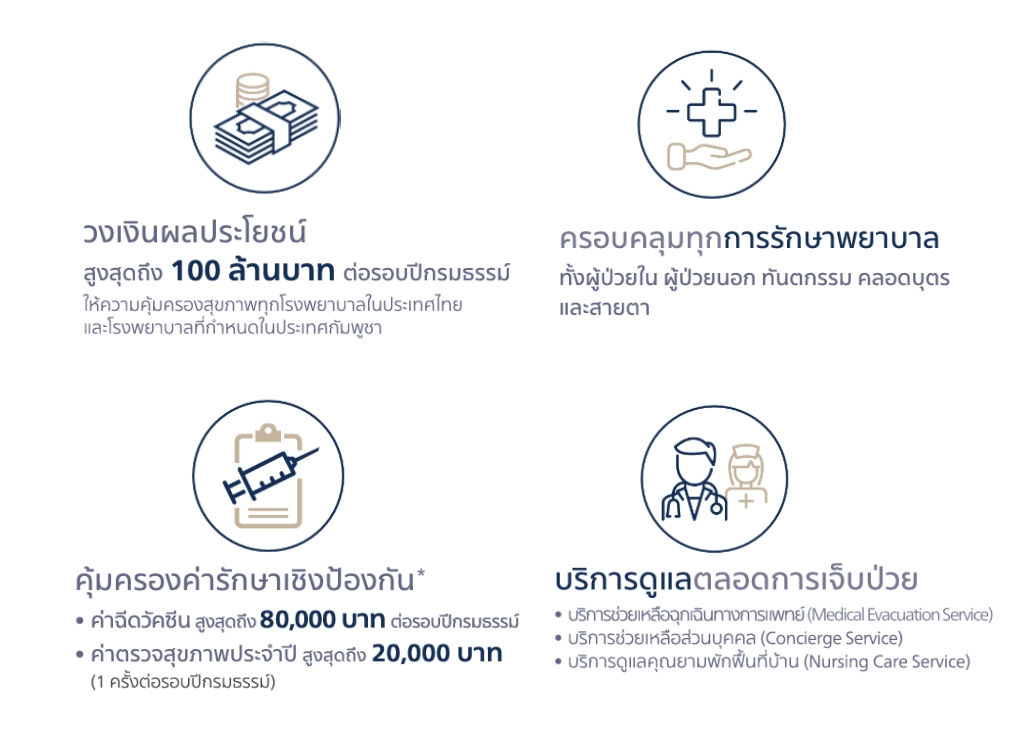 วงเงินผลประโยชน์
สูงสุดถึง 100 ล้านบาท ต่อรอบปีกรมธรรม์
ให้ความคุ้มครองสุขภาพทุกโรงพยาบาลในประเทศไทย
และโรงพยาบาลที่กำหนดในประเทศกัมพูชา
ครอบคลุมทุกการรักษาพยาบาล
ทั้งผู้ป่วยใน ผู้ป่วยนอก ทันตกรรม คลอดบุตร
และสายตา
คุ้มครองค่ารักษาเชิงป้องกัน*
• ค่าฉีดวัคซีน สูงสุดถึง 80,000 บาท ต่อรอบปีกรมธรรม์
• ค่าตรวจสุขภาพประจำปี สูงสุดถึง 20,000 บาท
(1 ครั้งต่อรอบปีกรมธรรม์)
บริการดูแลตลอดการเจ็บป่วย
• บริการช่วยเหลือฉุกเฉินทางการแพทย์ (Medical Evacuation Service)
• บริการช่วยเหลือส่วนบุคคล (Concierge Service)
• บริการดูแลคุณยามพักฟื้นที่บ้าน (Nursing Care Service)